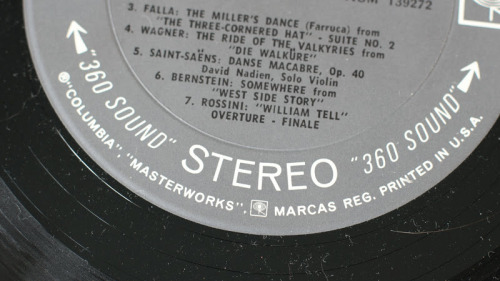 139272
3. FALLA: THE MILLER'S DANCE (Farruca) from
"THE THREE-CORNERED HAT" - SUITE NO. 2
4. WAGNER: THE RIDE OF THE VALKYRIES from
"DIE WALKÜRE"
5. SAINT-SAËNS: DANSE MACABRE, Op. 40
David Nadien, Solo Violin
6. BERNSTEIN: SOMEWHERE from
"WEST SIDE STORY"
7. ROSSINI: "WILLIAM TELL"
OVERTURE - FINALE
"360 SOUND" STEREO "360 SOUND"
"COLUMBIA", "MASTERWORKS", MARCAS REG. PRINTED IN U.S.A.